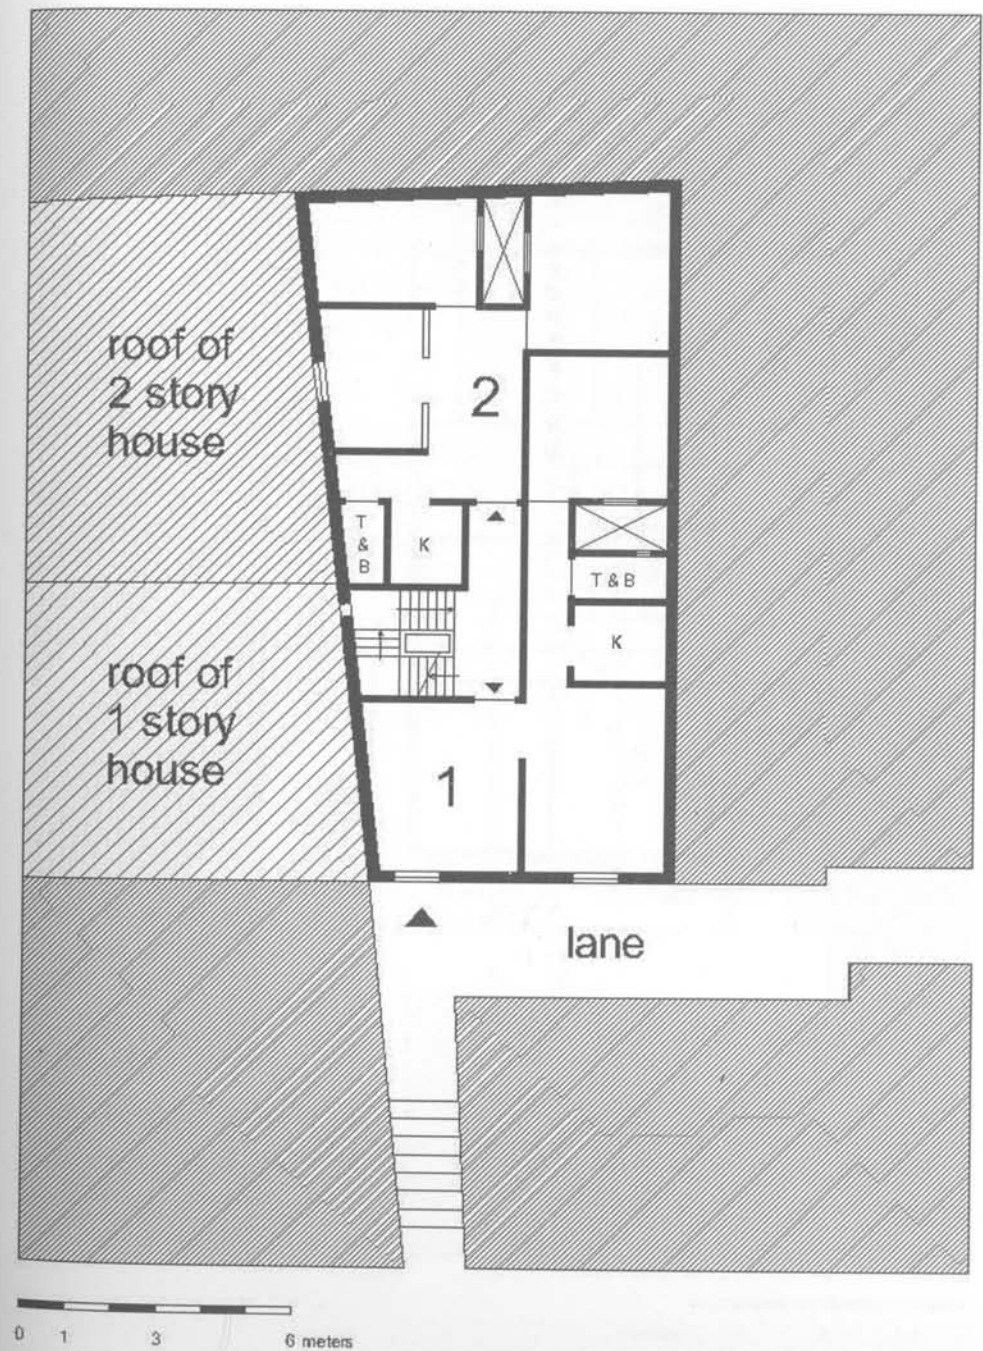 roof of
2 story
house
2
T
&
B
K
T & B
K
roof of
1 story
house
1
lane
0 1 3 6 meters